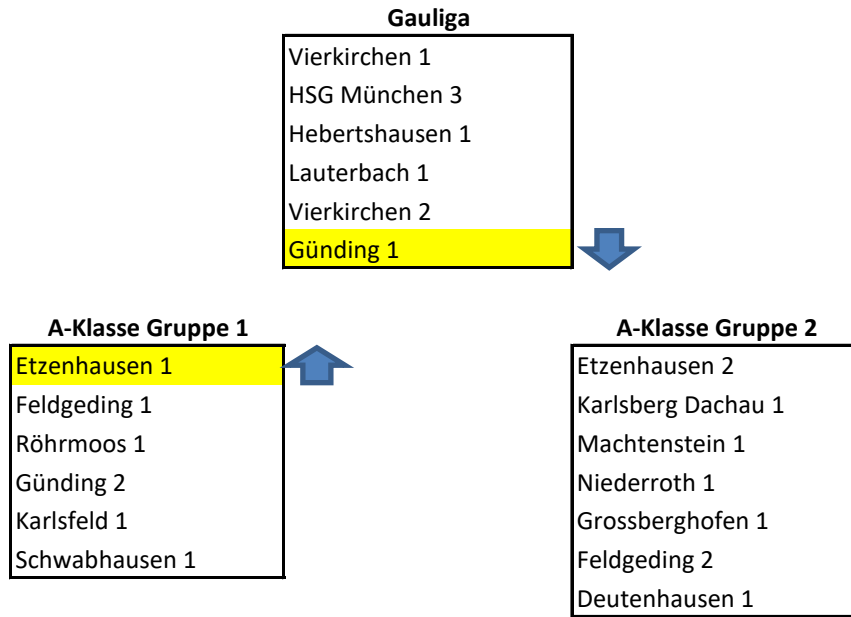 Gauliga
Vierkirchen 1
HSG München 3
Hebertshausen 1
Lauterbach 1
Vierkirchen 2
Günding 1
A-Klasse Gruppe 1
Etzenhausen 1
Feldgeding 1
Röhrmoos 1
Günding 2
Karlsfeld 1
Schwabhausen 1
A-Klasse Gruppe 2
Etzenhausen 2
Karlsberg Dachau 1
Machtenstein 1
Niederroth 1
Grossberghofen 1
Feldgeding 2
Deutenhausen 1